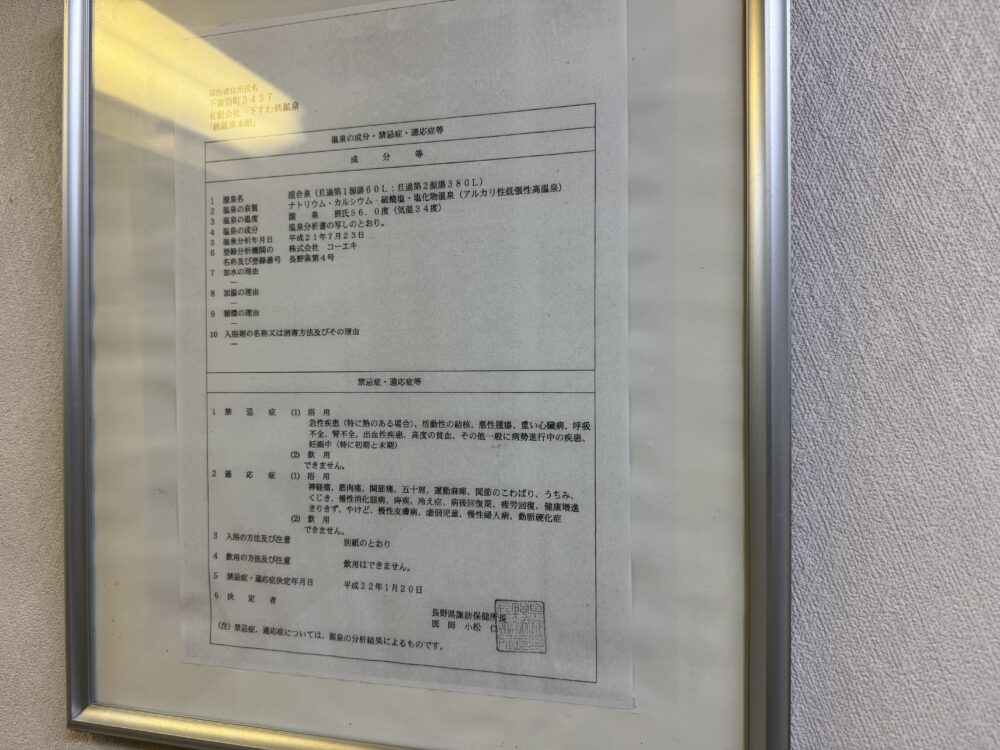 届出者住所氏名
下諏訪町3437
有限会社 下すわ鉄鉱泉
(鉄鉱泉本館)
温泉の成分・禁忌症・適応症等
成 分 等
1 源泉名 混合泉(旦過第1源湯60L:旦過第2源湯380L)
2 温泉の泉質 ナトリウム・カルシウム-硫酸塩・塩化物温泉(アルカリ性低張性高温泉)
3 温泉の温度 源 泉 摂氏56.0度(気温34度)
4 温泉の成分 温泉分析書の写しのとおり。
5 温泉分析年月日 平成21年7月23日
6 登録分析機関の 株式会社 コーエキ
名称及び登録番号 長野県第4号
7 加水の理由
―
8 加温の理由
―
9 循環の理由
―
10 入浴剤の名称又は消毒方法及びその理由
―
禁忌症・適応症等
1 禁 忌 症 (1) 浴 用
急性疾患(特に熱のある場合)、活動性の結核、悪性腫瘍、重い心臓病、呼吸
不全、腎不全、出血性疾患、高度の貧血、その他一般に病勢進行中の疾患、
妊娠中(特に初期と末期)
(2) 飲 用
できません。
2 適 応 症 (1) 浴 用
神経痛、筋肉痛、関節痛、五十肩、運動麻痺、関節のこわばり、うちみ、
くじき、慢性消化器病、痔疾、冷え症、病後回復期、疲労回復、健康増進
きりきず、やけど、慢性皮膚病、虚弱児童、慢性婦人病、動脈硬化症
(2) 飲 用
できません。
3 入浴の方法及び注意 別紙のとおり
4 飲用の方法及び注意 飲用はできません。
5 禁忌症・適応症決定年月日 平成22年1月20日
6 決 定 者
長野県諏訪保健所長
医 師 小松 仁
(注)禁忌症、適応症については、源泉の分析結果によるものです。